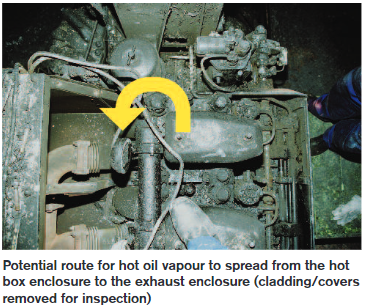 Potential route for hot oil vapour to spread from the hot
box enclosure to the exhaust enclosure (cladding/covers
removed for inspection)